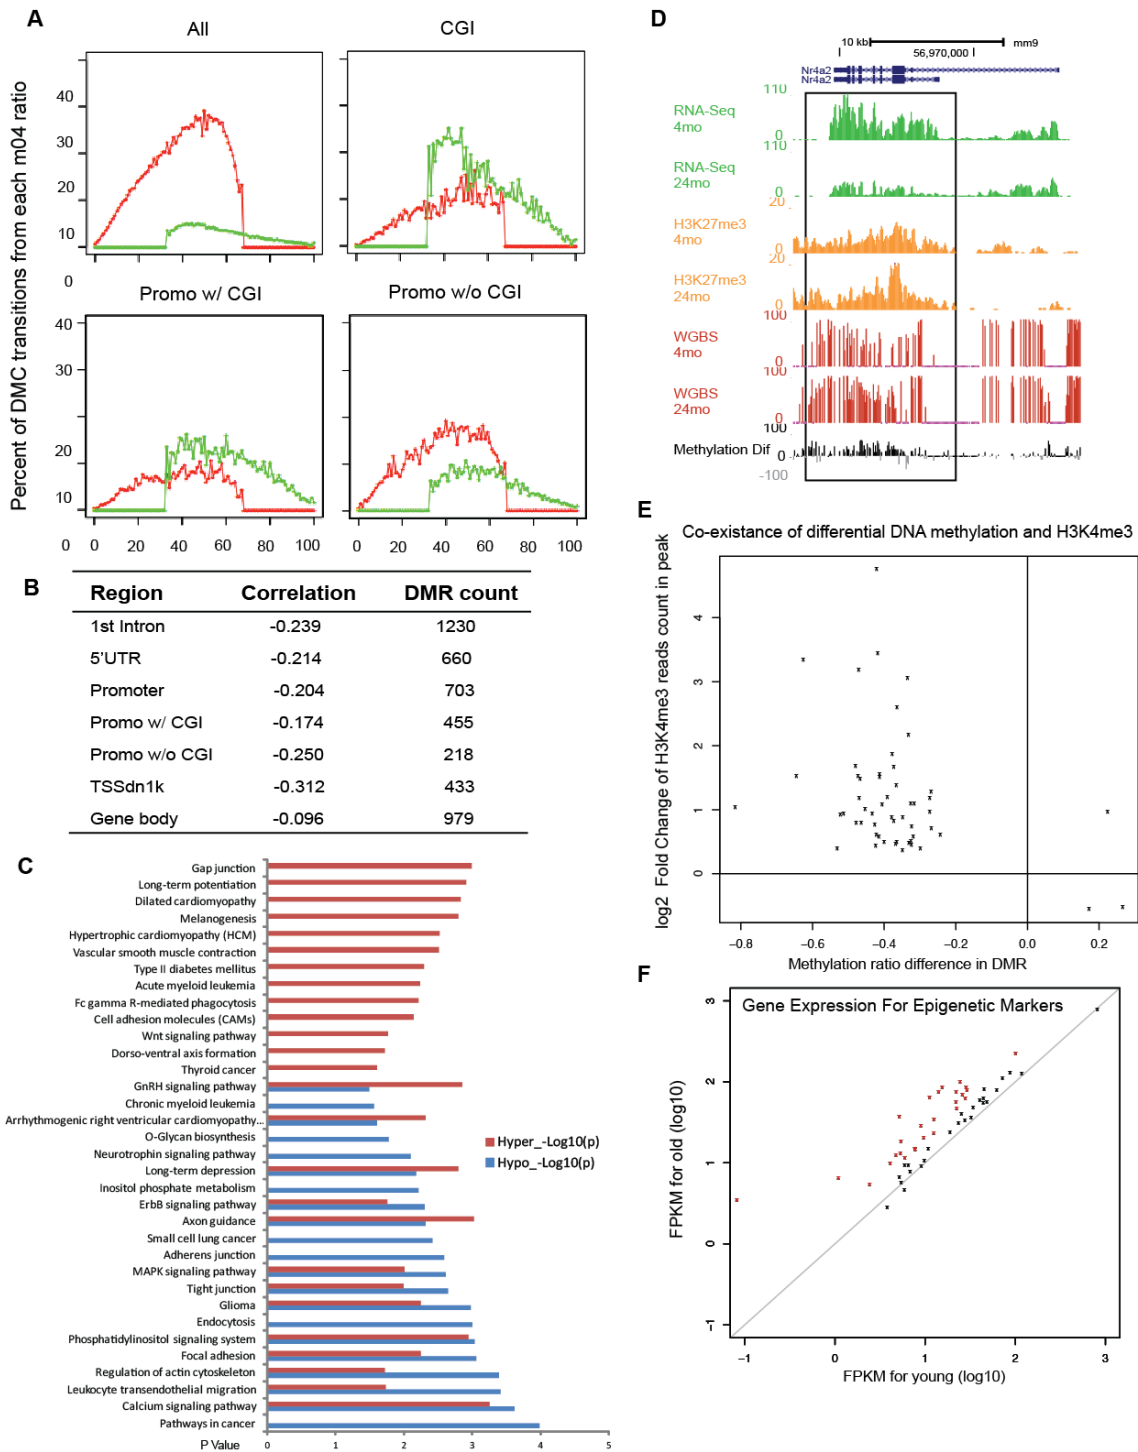 A
All
CGI
Percent of DMC transitions from each m04 ratio
40
30
20
10
0
Promo w/ CGI
Promo w/o CGI
40
30
20
10
0
0 20 40 60 80 100
0 20 40 60 80 100
B
Region Correlation DMR count
1st Intron -0.239 1230
5'UTR -0.214 660
Promoter -0.204 703
Promo w/ CGI -0.174 455
Promo w/o CGI -0.250 218
TSSdn1k -0.312 433
Gene body -0.096 979
C
Gap junction
Long-term potentiation
Dilated cardiomyopathy
Melanogenesis
Hypertrophic cardiomyopathy (HCM)
Vascular smooth muscle contraction
Type II diabetes mellitus
Acute myeloid leukemia
Fc gamma R-mediated phagocytosis
Cell adhesion molecules (CAMs)
Wnt signaling pathway
Dorso-ventral axis formation
Thyroid cancer
GnRH signaling pathway
Chronic myeloid leukemia
Arrhythmogenic right ventricular cardiomyopathy...
O-Glycan biosynthesis
Neurotrophin signaling pathway
Long-term depression
Inositol phosphate metabolism
ErbB signaling pathway
Axon guidance
Small cell lung cancer
Adherens junction
MAPK signaling pathway
Tight junction
Glioma
Endocytosis
Phosphatidylinositol signaling system
Focal adhesion
Regulation of actin cytoskeleton
Leukocyte transendothelial migration
Calcium signaling pathway
Pathways in cancer
Hyper_-Log10(p)
Hypo_-Log10(p)
P Value
0 1 2 3 4 5
D
10 kb
mm9
56,970,000
Nr4a2
Nr4a2
110
RNA-Seq
4mo
0
110
RNA-Seq
24mo
0
20
H3K27me3
4mo
0
20
H3K27me3
24mo
0
100
WGBS
4mo
0
100
WGBS
24mo
0
100
Methylation Dif
0
-100
E
Co-existance of differential DNA methylation and H3K4me3
log2 Fold Change of H3K4me3 reads count in peak
4
3
2
1
0
-0.8 -0.6 -0.4 -0.2 0.0 0.2
Methylation ratio difference in DMR
F
Gene Expression For Epigenetic Markers
FPKM for old (log10)
3
2
1
0
-1
-1 0 1 2 3
FPKM for young (log10)